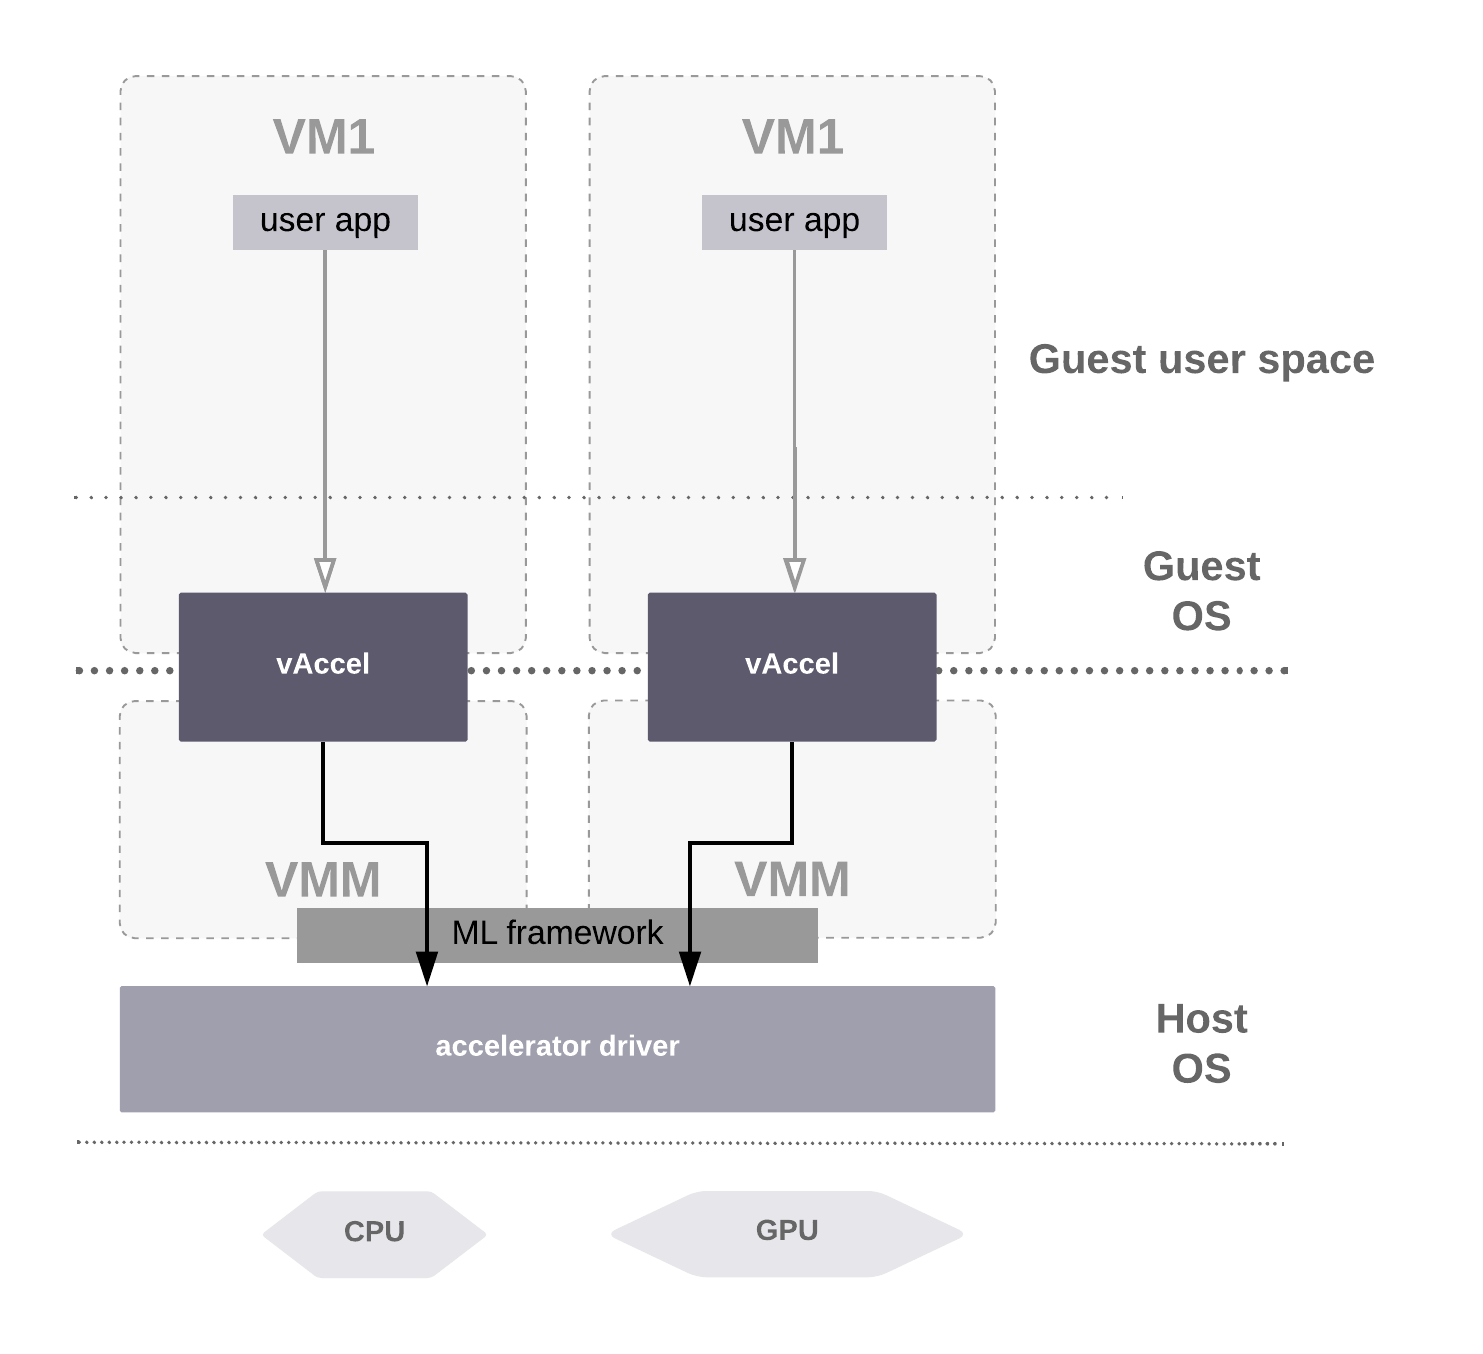 VM1
VM1
user app
user app
Guest user space
Guest
OS
vAccel
vAccel
VMM
VMM
ML framework
Host
OS
accelerator driver
CPU
GPU